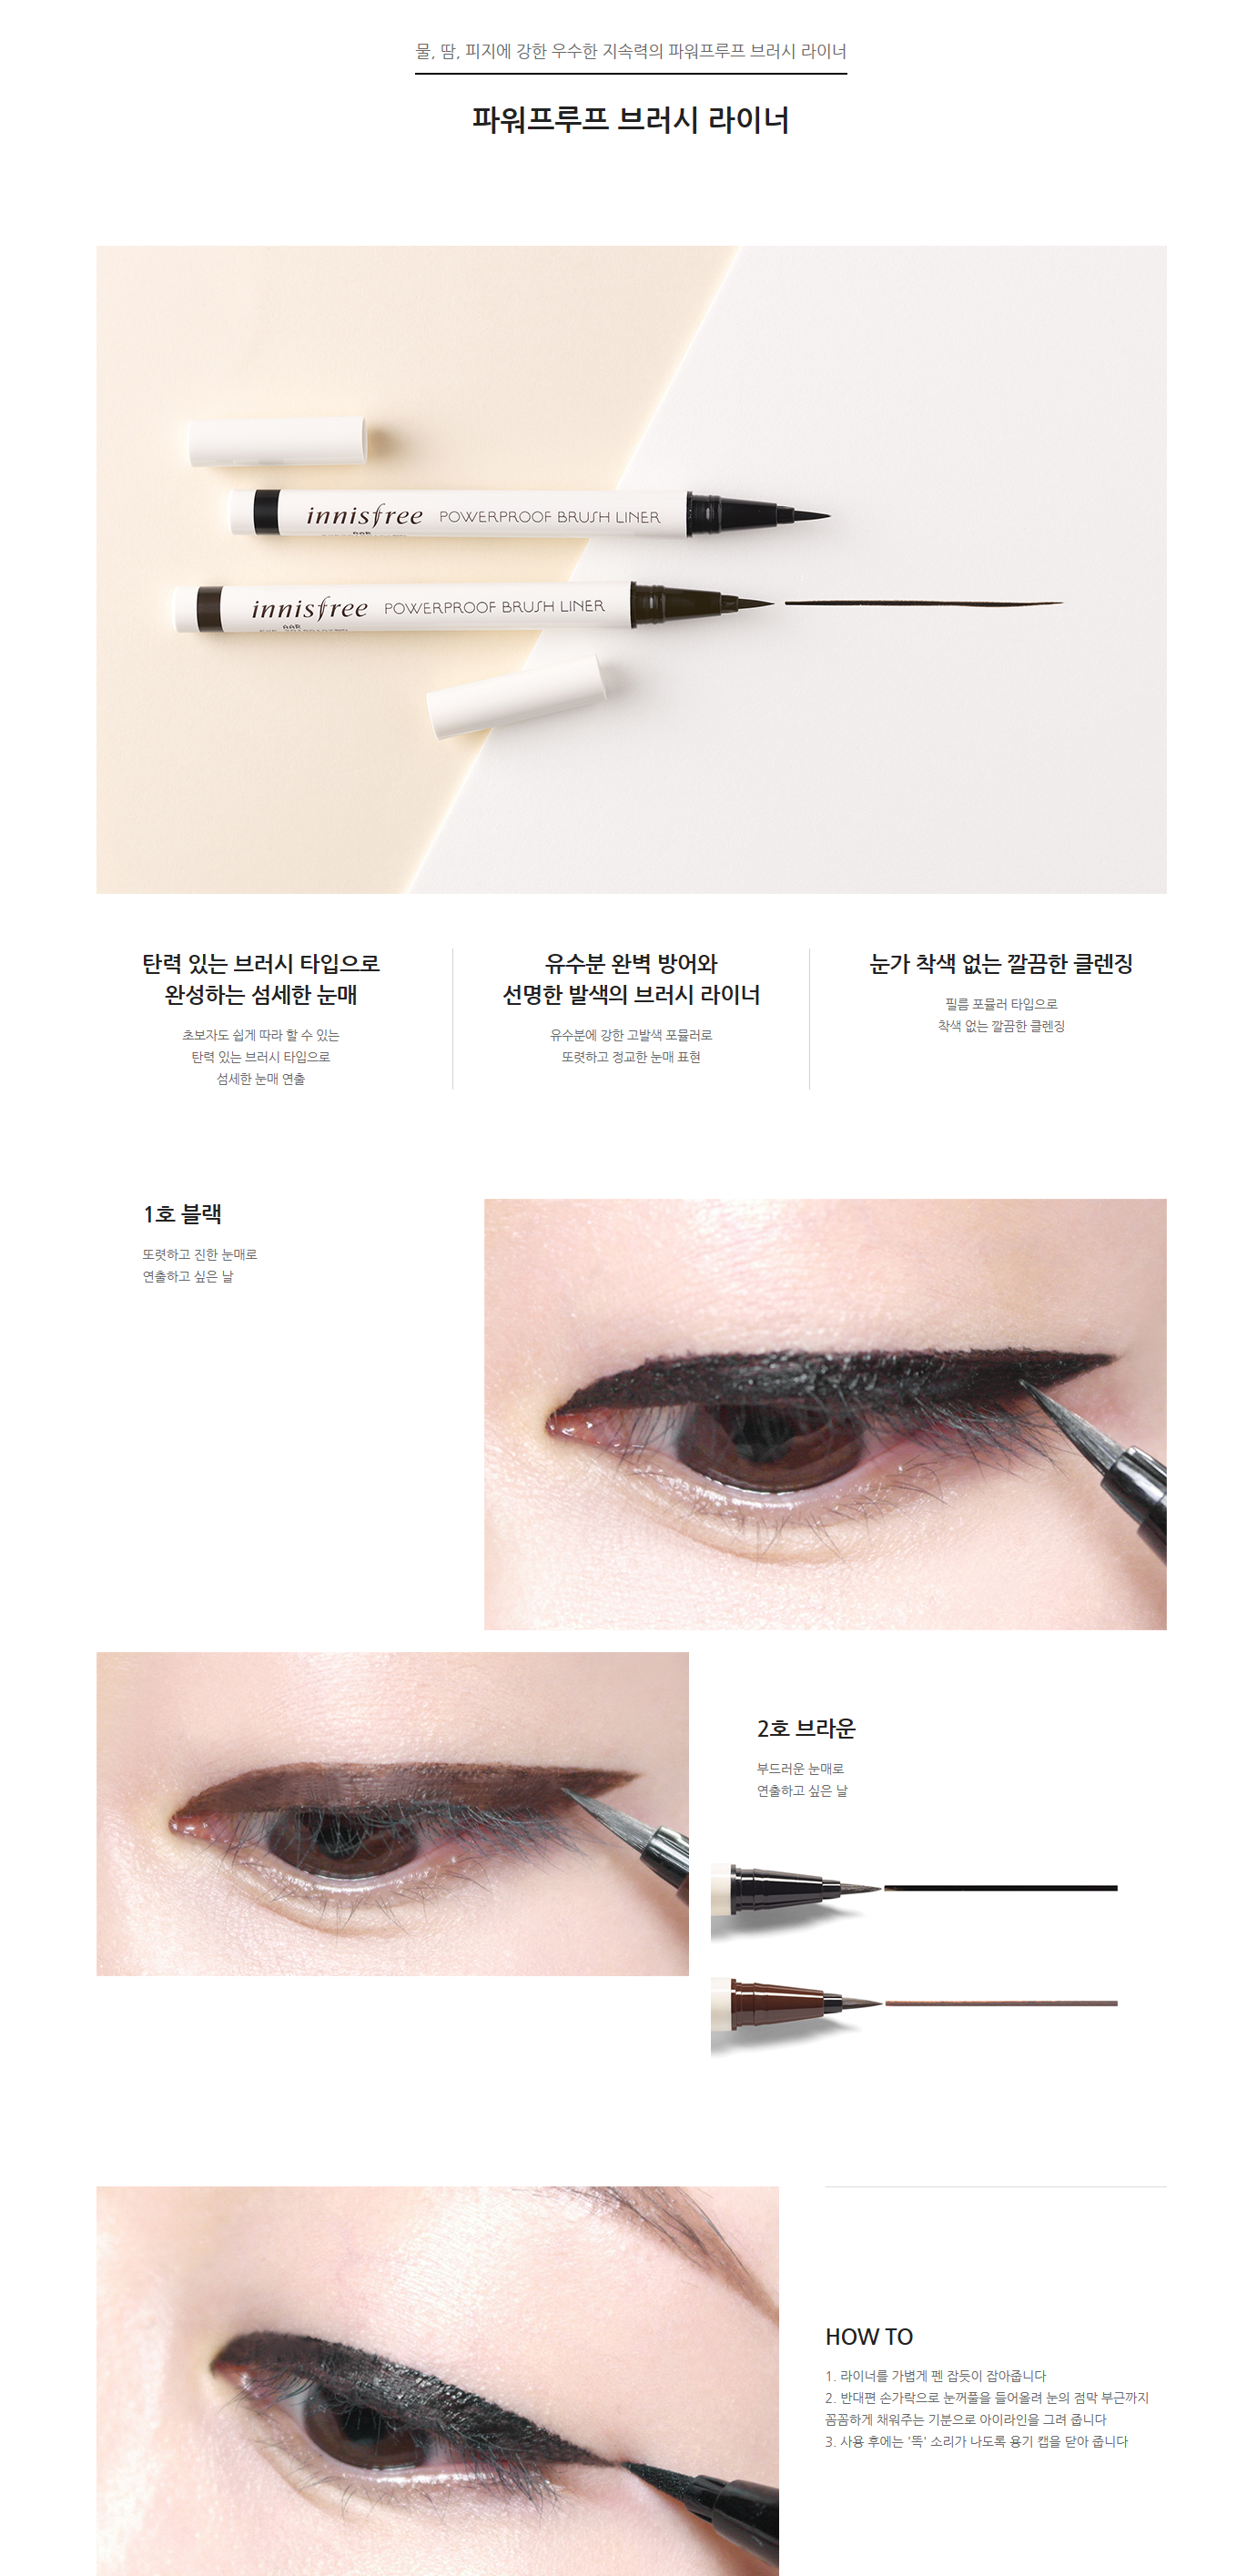 물, 땀, 피지에 강한 우수한 지속력의 파워프루프 브러시 라이너
파워프루프 브러시 라이너
innisfree POWERPROOF BRUSH LINER
innisfree POWERPROOF BRUSH LINER
탄력 있는 브러시 타입으로
완성하는 섬세한 눈매
초보자도 쉽게 따라 할 수 있는
탄력 있는 브러시 타입으로
섬세한 눈매 연출
유수분 완벽 방어와
선명한 발색의 브러시 라이너
유수분에 강한 고발색 포뮬러로
또렷하고 정교한 눈매 표현
눈가 착색 없는 깔끔한 클렌징
필름 포뮬러 타입으로
착색 없는 깔끔한 클렌징
1호 블랙
또렷하고 진한 눈매로
연출하고 싶은 날
2호 브라운
부드러운 눈매로
연출하고 싶은 날
HOW TO
1. 라이너를 가볍게 펜 잡듯이 잡아줍니다
2. 반대편 손가락으로 눈꺼풀을 들어올려 눈의 점막 부근까지
꼼꼼하게 채워주는 기분으로 아이라인을 그려 줍니다
3. 사용 후에는 '똑' 소리가 나도록 용기 캡을 닫아 줍니다